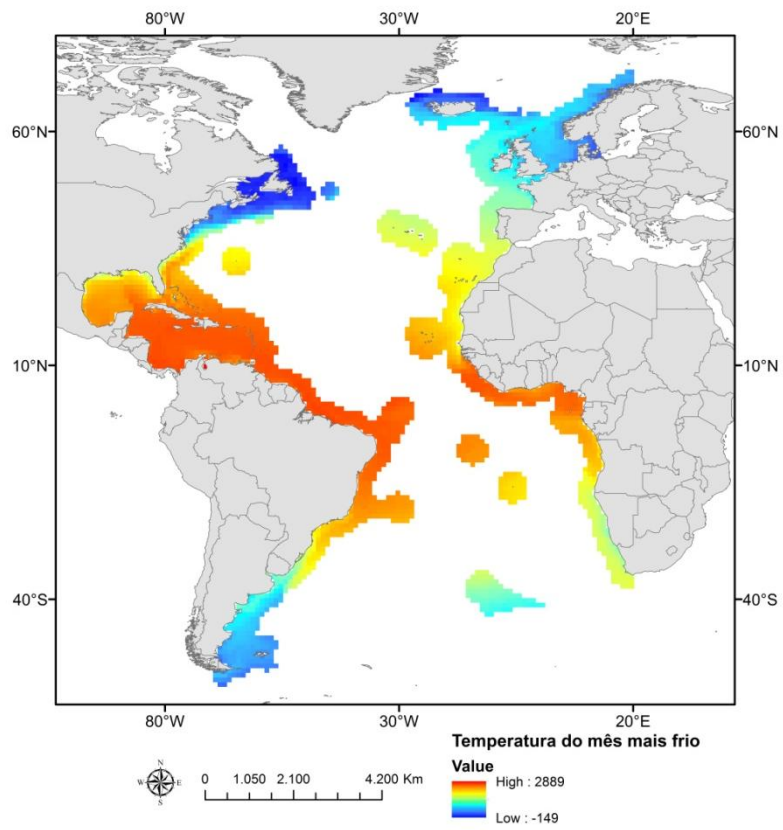 80°W 30°W 20°E
60°N 60°N
10°N 10°N
40°S 40°S
80°W 30°W 20°E
Temperatura do mês mais frio
Value
High : 2889
Low : -149
N
W E
S
0 1.050 2.100 4.200 Km